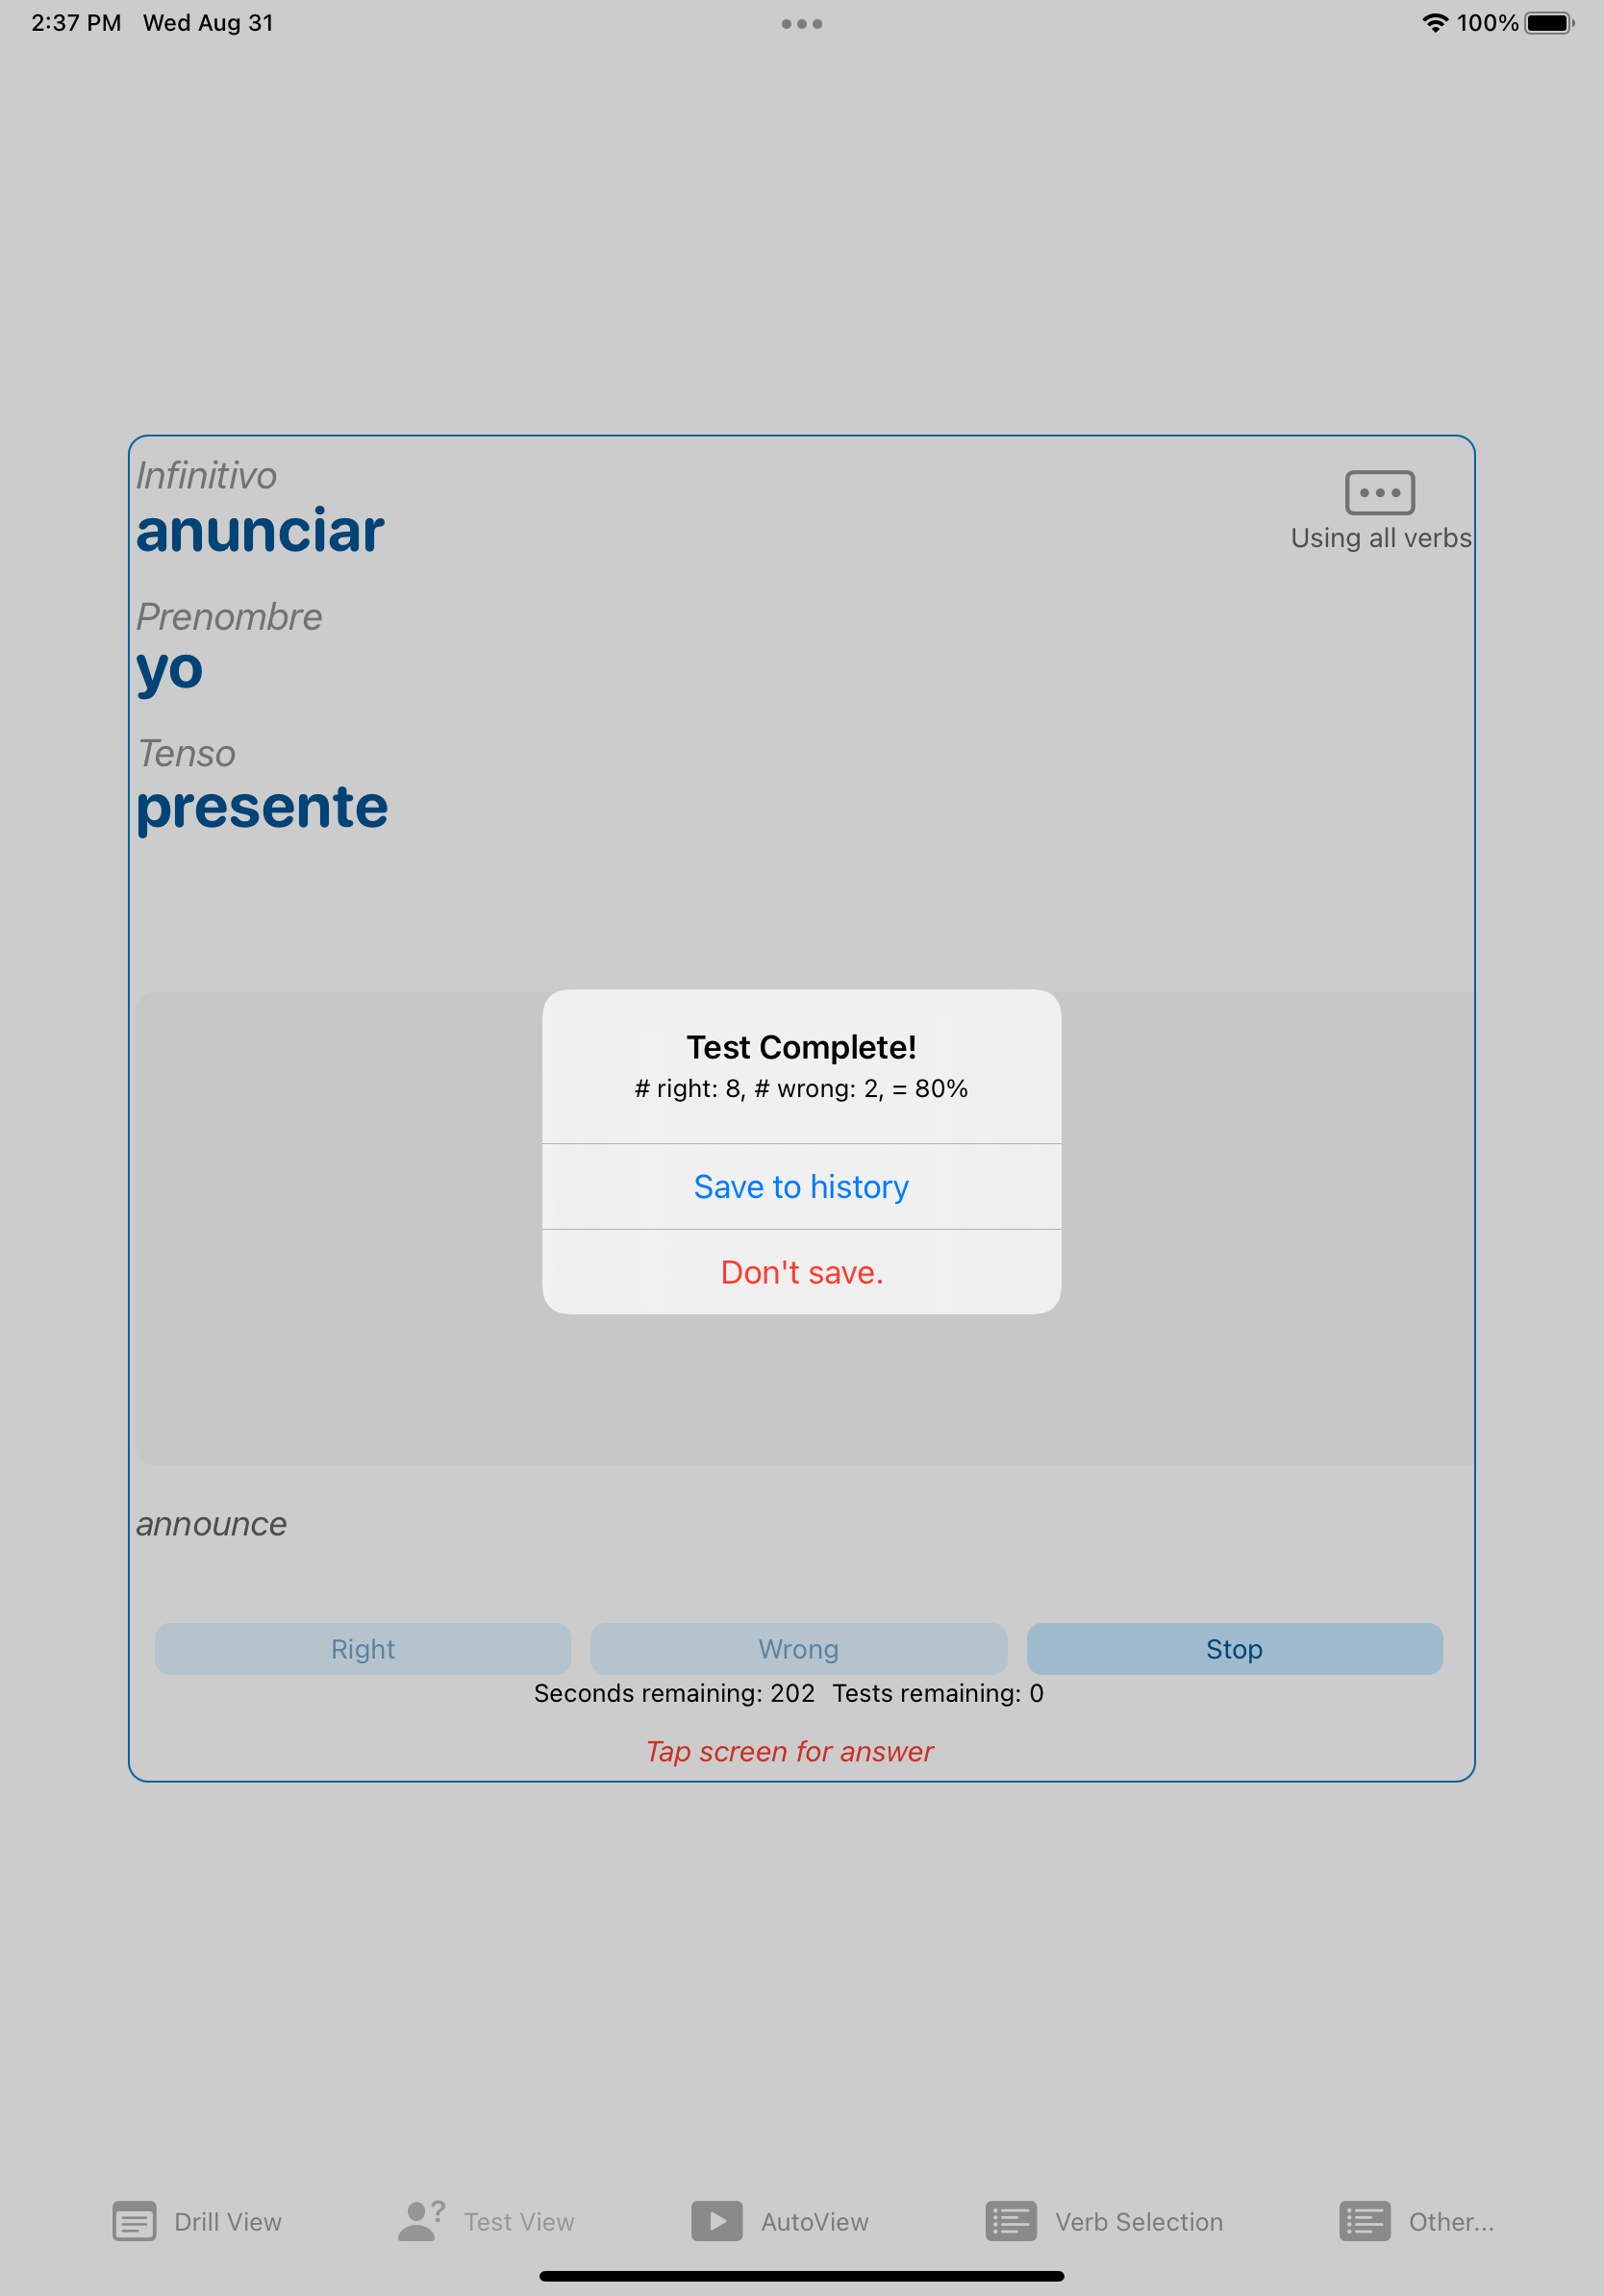 2:37 PM Wed Aug 31
100%
Infinitivo
anunciar
Using all verbs
Prenombre
yo
Tenso
presente
Test Complete!
# right: 8, # wrong: 2, = 80%
Save to history
Don't save.
announce
Right Wrong Stop
Seconds remaining: 202 Tests remaining: 0
Tap screen for answer
Drill View Test View AutoView Verb Selection Other...